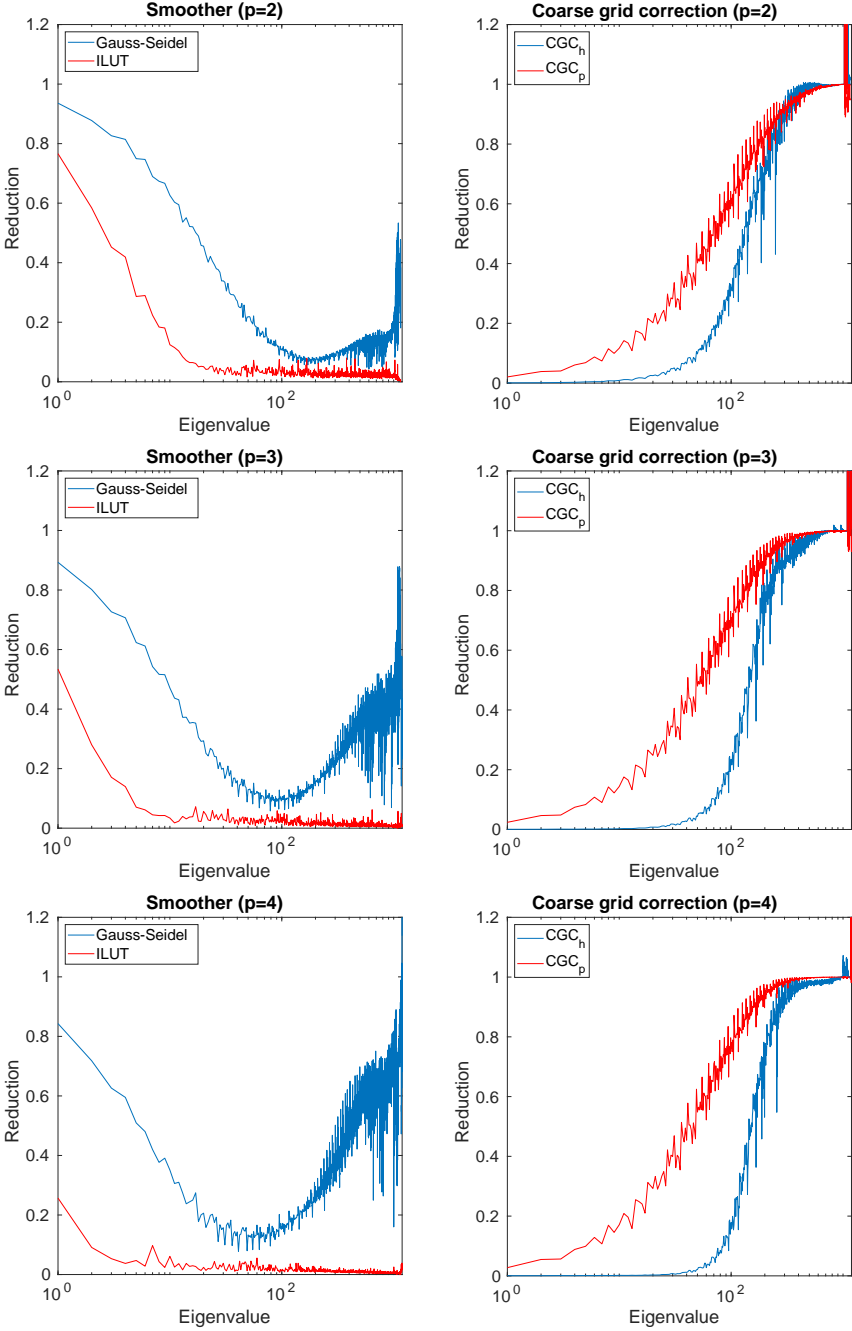 Smoother (p=2)
Gauss-Seidel
ILUT
Reduction
1.2
1
0.8
0.6
0.4
0.2
0
10^0
10^2
Eigenvalue
Coarse grid correction (p=2)
CGC_h
CGC_p
Reduction
1.2
1
0.8
0.6
0.4
0.2
0
10^0
10^2
Eigenvalue
Smoother (p=3)
Gauss-Seidel
ILUT
Reduction
1.2
1
0.8
0.6
0.4
0.2
0
10^0
10^2
Eigenvalue
Coarse grid correction (p=3)
CGC_h
CGC_p
Reduction
1.2
1
0.8
0.6
0.4
0.2
0
10^0
10^2
Eigenvalue
Smoother (p=4)
Gauss-Seidel
ILUT
Reduction
1.2
1
0.8
0.6
0.4
0.2
0
10^0
10^2
Eigenvalue
Coarse grid correction (p=4)
CGC_h
CGC_p
Reduction
1.2
1
0.8
0.6
0.4
0.2
0
10^0
10^2
Eigenvalue